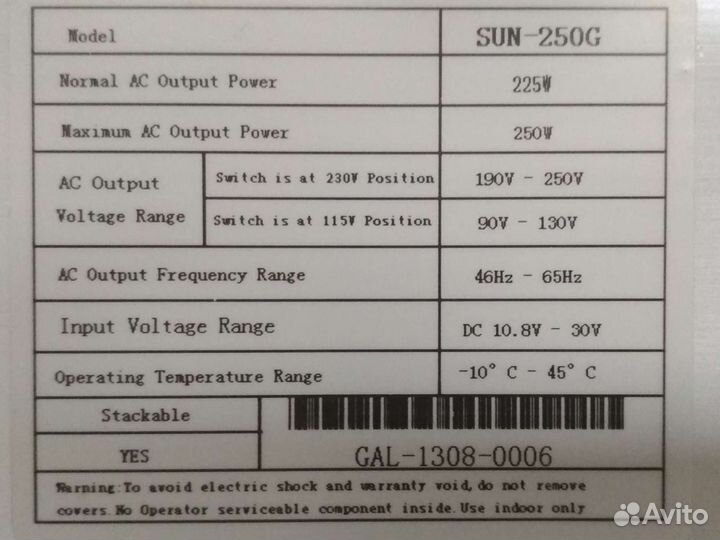 Model SUN-250G
Normal AC Output Power 225W
Maximum AC Output Power 250W
AC Output Voltage Range
Switch is at 230V Position 190V - 250V
Switch is at 115V Position 90V - 130V
AC Output Frequency Range 46Hz - 65Hz
Input Voltage Range DC 10.8V - 30V
Operating Temperature Range -10° C - 45° C
Stackable
YES GAL-1308-0006
Warning:To avoid electric shock and warranty void, do not remove
covers. No Operator serviceable component inside. Use indoor only
Avito